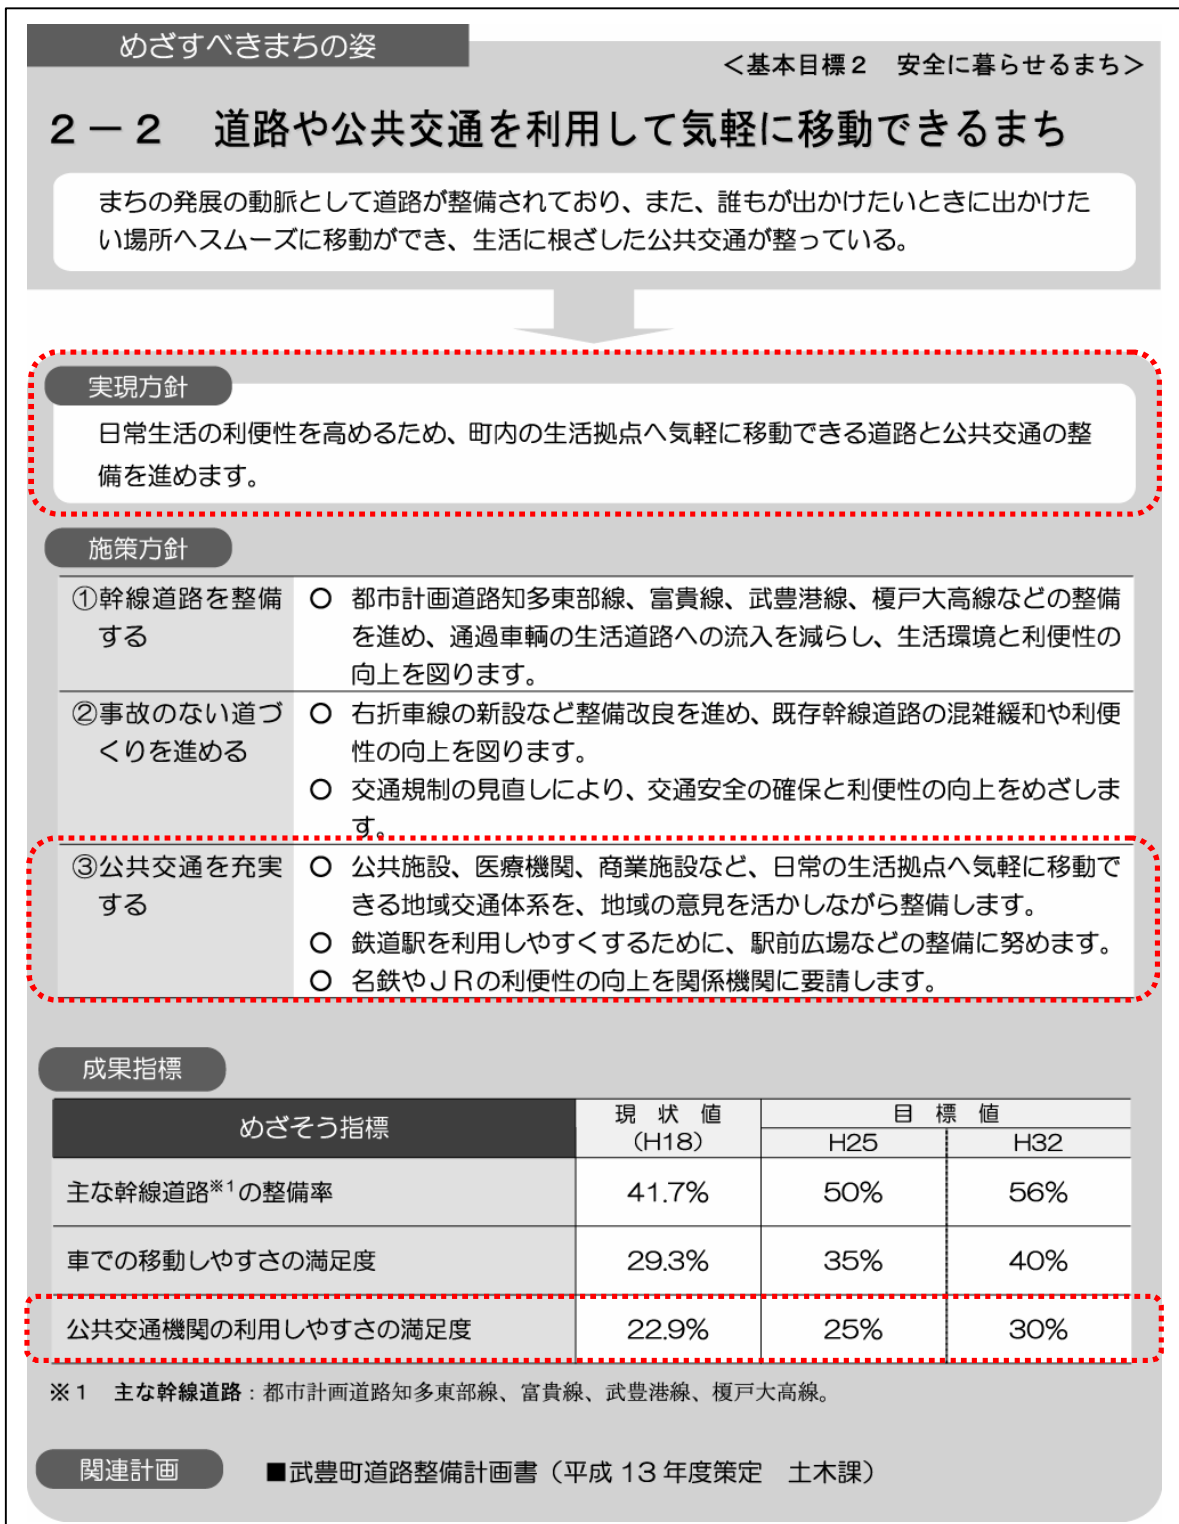 めざすべきまちの姿
＜基本目標２　安全に暮らせるまち＞
２－２　道路や公共交通を利用して気軽に移動できるまち
まちの発展の動脈として道路が整備されており、また、誰もが出かけたいときに出かけた
い場所へスムーズに移動ができ、生活に根ざした公共交通が整っている。
実現方針
日常生活の利便性を高めるため、町内の生活拠点へ気軽に移動できる道路と公共交通の整
備を進めます。
施策方針
①幹線道路を整備
する
○　都市計画道路知多東部線、富貴線、武豊港線、榎戸大高線などの整備
を進め、通過車輌の生活道路への流入を減らし、生活環境と利便性の
向上を図ります。
②事故のない道づ
くりを進める
○　右折車線の新設など整備改良を進め、既存幹線道路の混雑緩和や利便
性の向上を図ります。
○　交通規制の見直しにより、交通安全の確保と利便性の向上をめざしま
す。
③公共交通を充実
する
○　公共施設、医療機関、商業施設など、日常の生活拠点へ気軽に移動で
きる地域交通体系を、地域の意見を活かしながら整備します。
○　鉄道駅を利用しやすくするために、駅前広場などの整備に努めます。
○　名鉄やＪＲの利便性の向上を関係機関に要請します。
成果指標
めざそう指標　現　状　値　目　標　値
（H18）　H25　H32
主な幹線道路※1の整備率　41.7%　50%　56%
車での移動しやすさの満足度　29.3%　35%　40%
公共交通機関の利用しやすさの満足度　22.9%　25%　30%
※１　主な幹線道路：都市計画道路知多東部線、富貴線、武豊港線、榎戸大高線。
関連計画　■武豊町道路整備計画書（平成 13 年度策定　土木課）